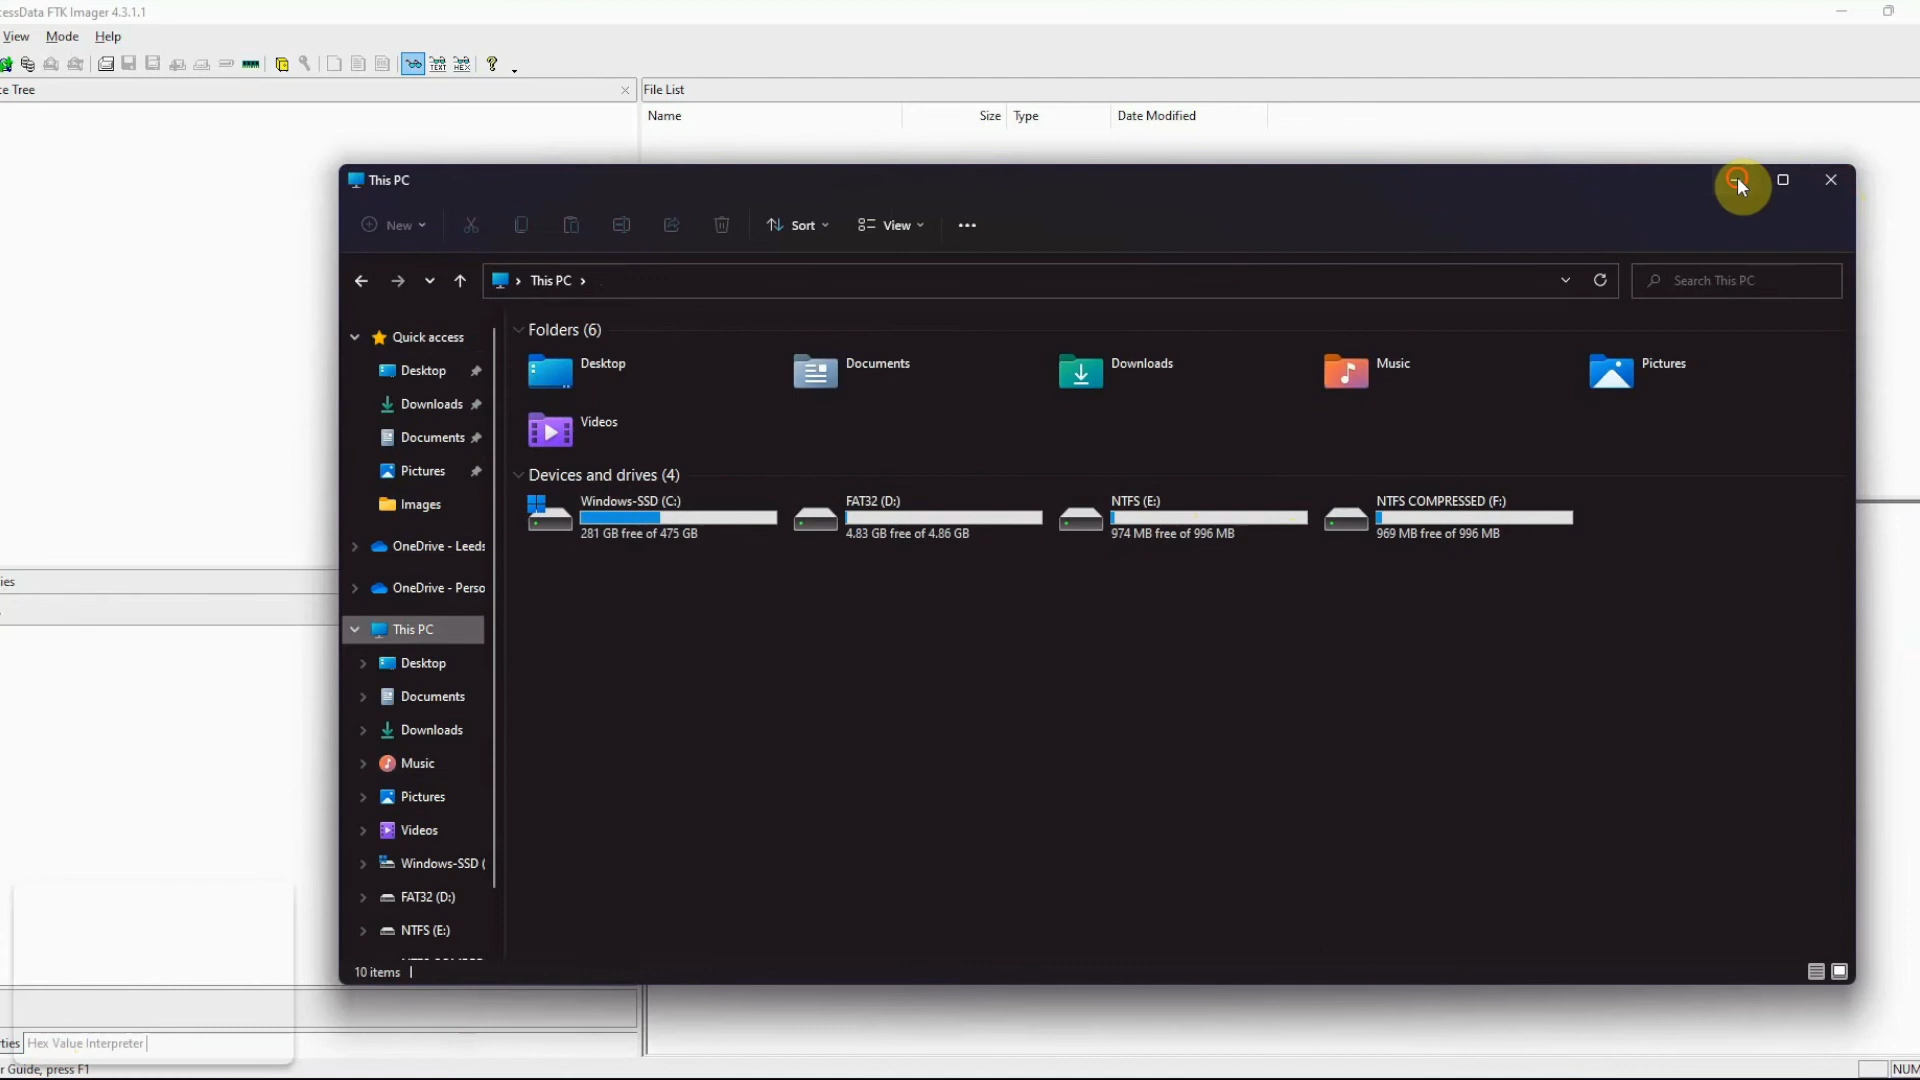 cessData FTK Imager 4.3.1.1
View Mode Help
ce Tree
File List
Name Size Type Date Modified
This PC
New Sort View
This PC
Search This PC
Quick access
Desktop
Downloads
Documents
Pictures
Images
OneDrive - Leeds
OneDrive - Perso
This PC
Desktop
Documents
Downloads
Music
Pictures
Videos
Windows-SSD (
FAT32 (D:)
NTFS (E:)
Folders (6)
Desktop
Documents
Downloads
Music
Pictures
Videos
Devices and drives (4)
Windows-SSD (C:)
281 GB free of 475 GB
FAT32 (D:)
4.83 GB free of 4.86 GB
NTFS (E:)
974 MB free of 996 MB
NTFS COMPRESSED (F:)
969 MB free of 996 MB
10 items
ies
ties Hex Value Interpreter
r Guide, press F1
NUM